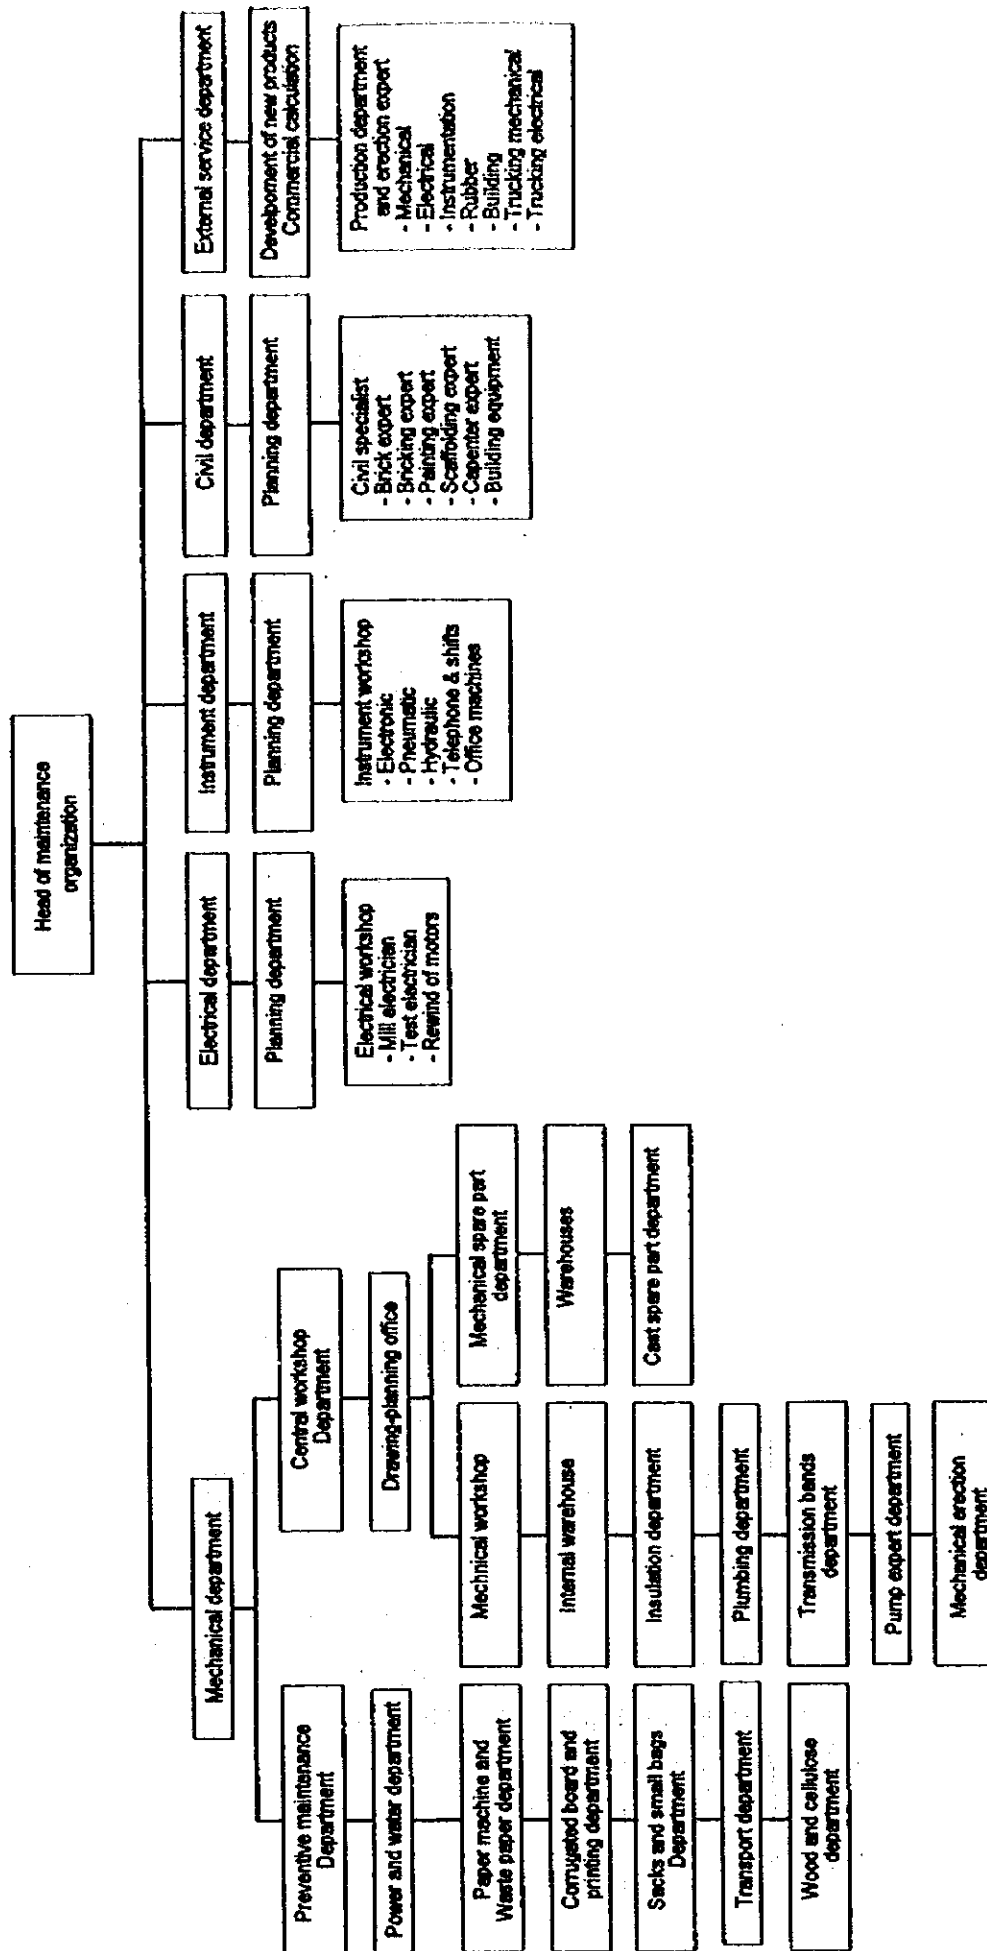 Head of maintenance
organization
Mechanical department
Electrical department
Instrument department
Civil department
External service department
Preventive maintenance
Department
Power and water department
Paper machine and
Waste paper department
Corrugated board and
printing department
Sacks and small bags
Department
Transport department
Wood and cellulose
department
Central workshop
Department
Drawing-planning office
Mechnical workshop
Internal warehouse
Insulation department
Plumbing department
Transmission bands
department
Pump expert department
Mechanical erection
department
Mechanical spare part
department
Warehouses
Cast spare part department
Planning department
Electrical workshop
- Mill electrician
- Test electrician
- Rewind of motors
Planning department
Instrument workshop
- Electronic
- Pneumatic
- Hydraulic
- Telephone & shifts
- Office machines
Planning department
Civil specialist
- Brick expert
- Bricking expert
- Painting expert
- Scaffolding expert
- Capenter expert
- Building equipment
Develpoment of new products
Commercial calculation
Production department
and erection expert
- Mechanical
- Electrical
- Instrumentation
- Rubber
- Building
- Trucking mechanical
- Trucking electrical